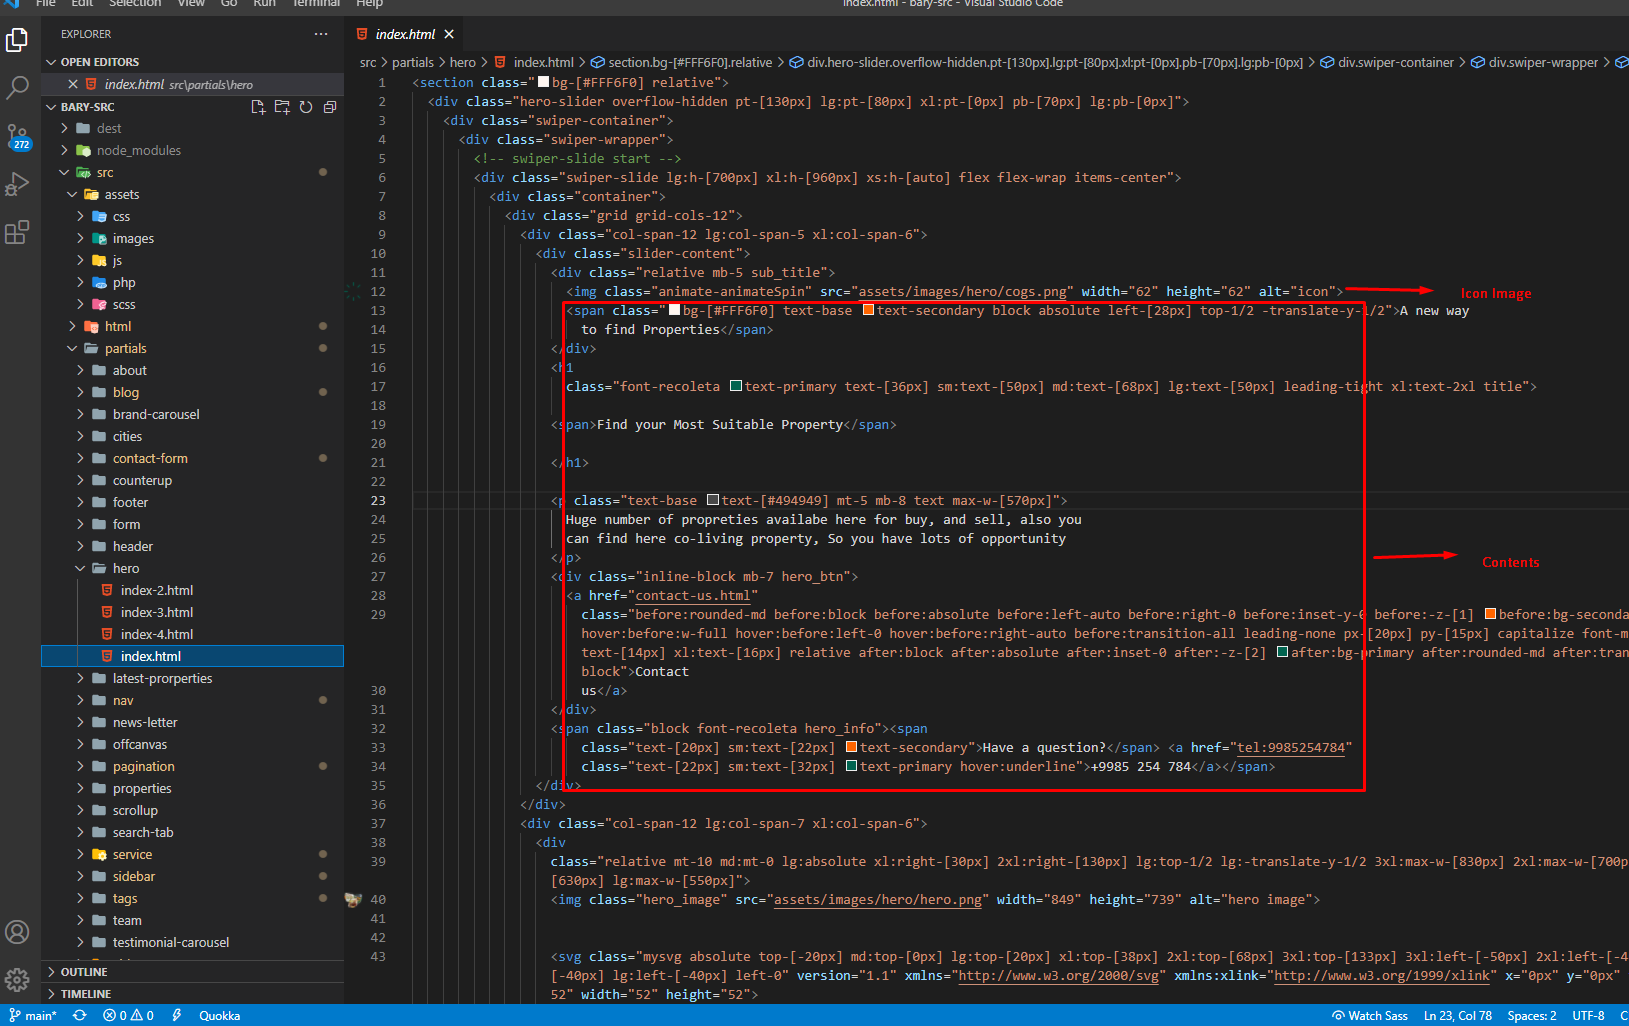 File Edit Selection View Go Run Terminal Help
index.html - bary-src - Visual Studio Code
EXPLORER
index.html
OPEN EDITORS
index.html src\partials\hero
BARY-SRC
dest
node_modules
src
assets
css
images
js
php
scss
html
partials
about
blog
brand-carousel
cities
contact-form
counterup
footer
form
header
hero
index-2.html
index-3.html
index-4.html
index.html
latest-prorperties
nav
news-letter
offcanvas
pagination
properties
scrollup
search-tab
service
sidebar
tags
team
testimonial-carousel
OUTLINE
TIMELINE
272
src > partials > hero > index.html > section.bg-[#FFF6F0].relative > div.hero-slider.overflow-hidden.pt-[130px].lg:pt-[80px].xl:pt-[0px].pb-[70px].lg:pb-[0px] > div.swiper-container > div.swiper-wrapper >
1 <section class="bg-[#FFF6F0] relative">
2 <div class="hero-slider overflow-hidden pt-[130px] lg:pt-[80px] xl:pt-[0px] pb-[70px] lg:pb-[0px]">
3 <div class="swiper-container">
4 <div class="swiper-wrapper">
5 <!-- swiper-slide start -->
6 <div class="swiper-slide lg:h-[700px] xl:h-[960px] xs:h-[auto] flex flex-wrap items-center">
7 <div class="container">
8 <div class="grid grid-cols-12">
9 <div class="col-span-12 lg:col-span-5 xl:col-span-6">
10 <div class="slider-content">
11 <div class="relative mb-5 sub_title">
12 <img class="animate-animateSpin" src="assets/images/hero/cogs.png" width="62" height="62" alt="icon">
Icon Image
13 <span class="bg-[#FFF6F0] text-base text-secondary block absolute left-[28px] top-1/2 -translate-y-1/2">A new way
14 to find Properties</span>
15 </div>
16 <h1
17 class="font-recoleta text-primary text-[36px] sm:text-[50px] md:text-[68px] lg:text-[50px] leading-tight xl:text-2xl title">
18
19 <span>Find your Most Suitable Property</span>
20
21 </h1>
22
23 <p class="text-base text-[#494949] mt-5 mb-8 text max-w-[570px]">
24 Huge number of propreties availabe here for buy, and sell, also you
25 can find here co-living property, So you have lots of opportunity
26 </p>
Contents
27 <div class="inline-block mb-7 hero_btn">
28 <a href="contact-us.html"
29 class="before:rounded-md before:block before:absolute before:left-auto before:right-0 before:inset-y-0 before:-z-[1] before:bg-seconda
hover:before:w-full hover:before:left-0 hover:before:right-auto before:transition-all leading-none px-[20px] py-[15px] capitalize font-m
text-[14px] xl:text-[16px] relative after:block after:absolute after:inset-0 after:-z-[2] after:bg-primary after:rounded-md after:tran
block">Contact
30 us</a>
31 </div>
32 <span class="block font-recoleta hero_info"><span
33 class="text-[20px] sm:text-[22px] text-secondary">Have a question?</span> <a href="tel:9985254784"
34 class="text-[22px] sm:text-[32px] text-primary hover:underline">+9985 254 784</a></span>
35 </div>
36 </div>
37 <div class="col-span-12 lg:col-span-7 xl:col-span-6">
38 <div
39 class="relative mt-10 md:mt-0 lg:absolute xl:right-[30px] 2xl:right-[130px] lg:top-1/2 lg:-translate-y-1/2 3xl:max-w-[830px] 2xl:max-w-[700p
[630px] lg:max-w-[550px]">
40 <img class="hero_image" src="assets/images/hero/hero.png" width="849" height="739" alt="hero image">
41
42
43 <svg class="mysvg absolute top-[-20px] md:top-[0px] lg:top-[20px] xl:top-[38px] 2xl:top-[68px] 3xl:top-[133px] 3xl:left-[-50px] 2xl:left-[-4
[-40px] lg:left-[-40px] left-0" version="1.1" xmlns="http://www.w3.org/2000/svg" xmlns:xlink="http://www.w3.org/1999/xlink" x="0px" y="0px"
52" width="52" height="52">
main* 0 0 Quokka
Watch Sass Ln 23, Col 78 Spaces: 2 UTF-8 C